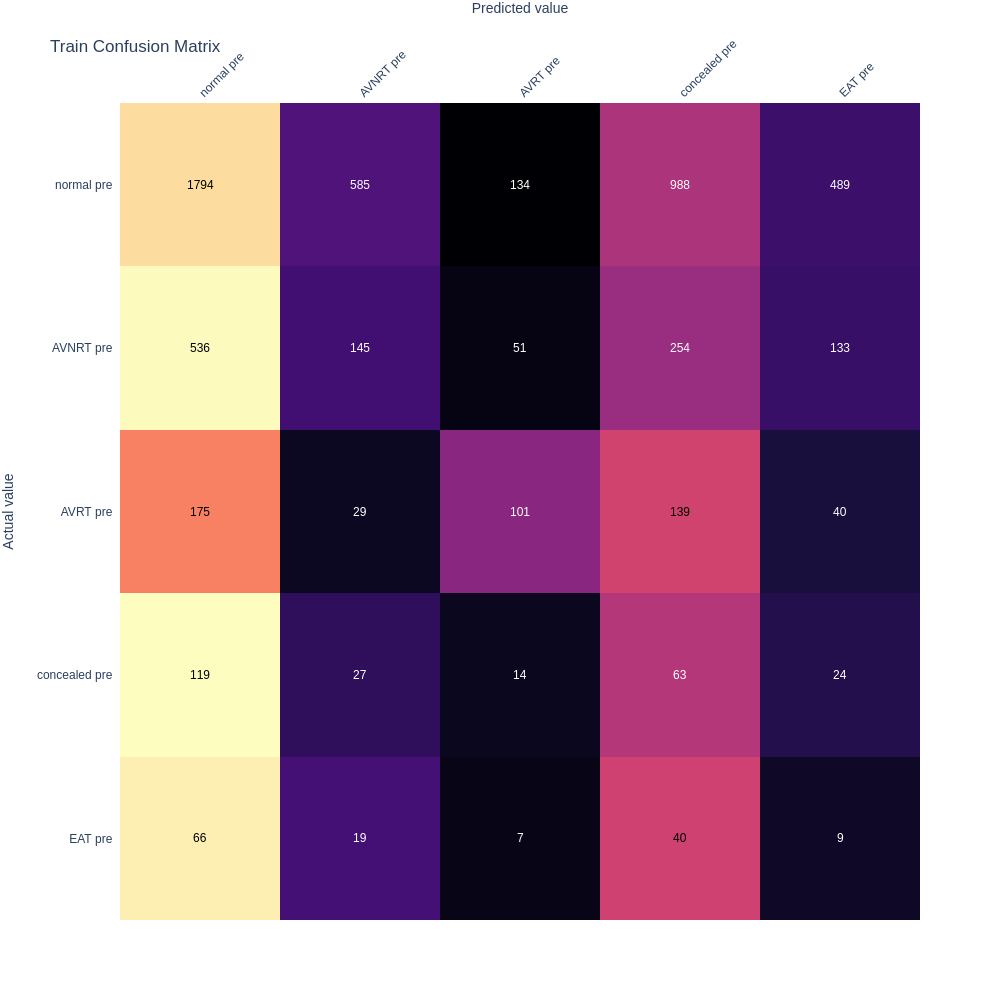 Predicted value
Train Confusion Matrix
normal pre AVNRT pre AVRT pre concealed pre EAT pre
normal pre 1794 585 134 988 489
AVNRT pre 536 145 51 254 133
Actual value
AVRT pre 175 29 101 139 40
concealed pre 119 27 14 63 24
EAT pre 66 19 7 40 9